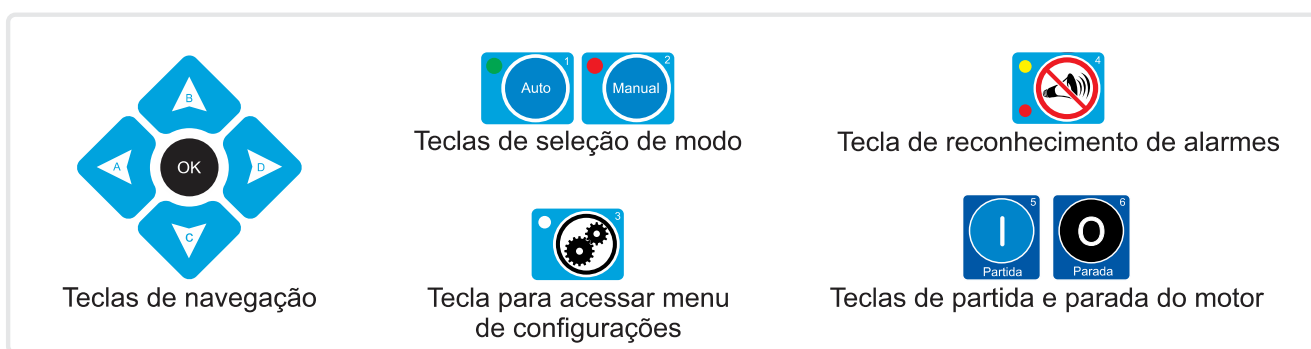 B
A
OK
D
C
Teclas de navegação
1
Auto
2
Manual
Teclas de seleção de modo
3
Tecla para acessar menu
de configurações
4
Tecla de reconhecimento de alarmes
5
I
Partida
6
O
Parada
Teclas de partida e parada do motor